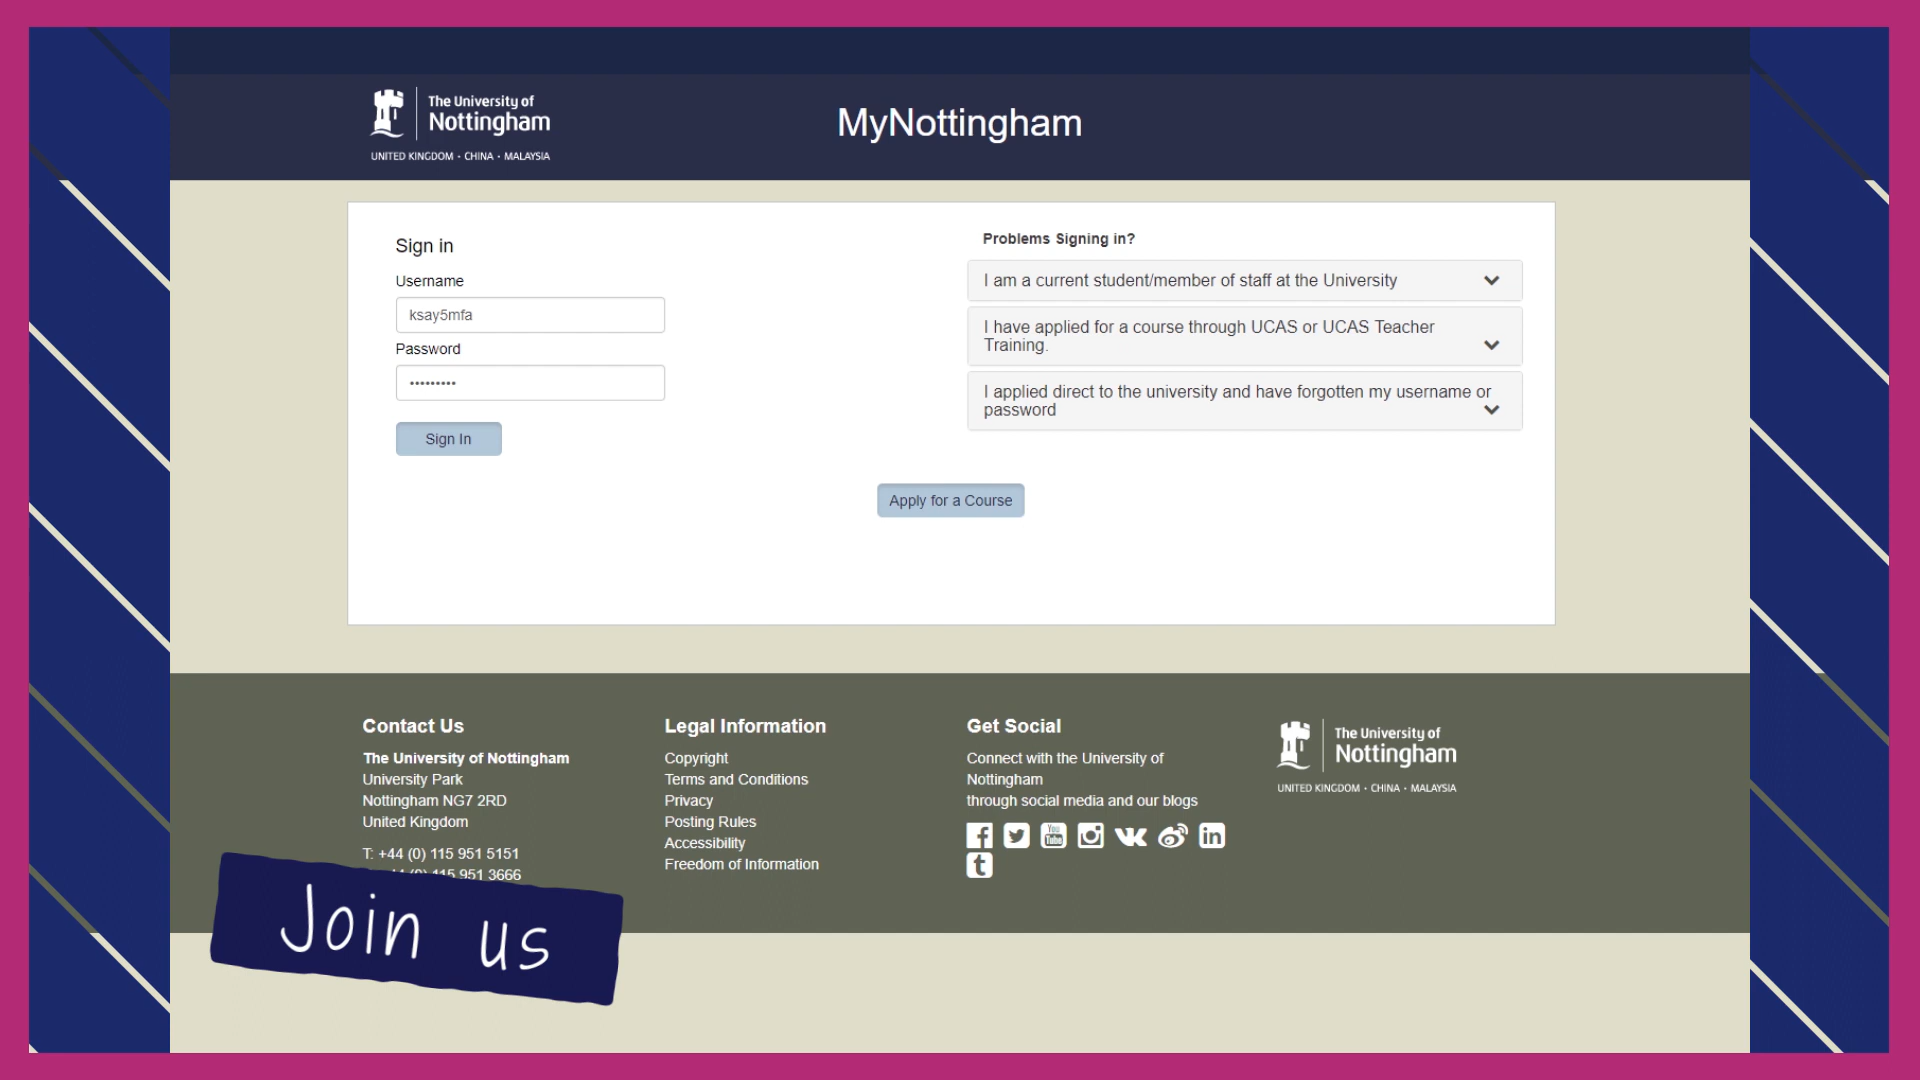 The University of
Nottingham
UNITED KINGDOM · CHINA · MALAYSIA
MyNottingham
Sign in
Username
ksay5mfa
Password
•••••••••
Sign In
Problems Signing in?
I am a current student/member of staff at the University
I have applied for a course through UCAS or UCAS Teacher
Training.
I applied direct to the university and have forgotten my username or
password
Apply for a Course
Contact Us
The University of Nottingham
University Park
Nottingham NG7 2RD
United Kingdom
T: +44 (0) 115 951 5151
115 951 3666
Legal Information
Copyright
Terms and Conditions
Privacy
Posting Rules
Accessibility
Freedom of Information
Get Social
Connect with the University of
Nottingham
through social media and our blogs
You
Tube
The University of
Nottingham
UNITED KINGDOM · CHINA · MALAYSIA
Join us